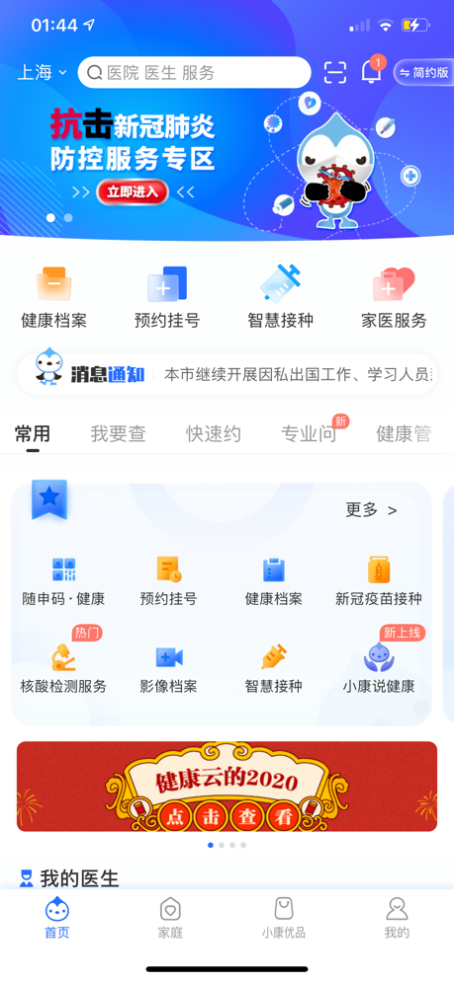 01:44
上海
医院 医生 服务
1
简约版
抗击新冠肺炎
防控服务专区
>> 立即进入 <<
健康档案
预约挂号
智慧接种
家医服务
消息通知
本市继续开展因私出国工作、学习人员
常用
我要查
快速约
专业问
新
健康管
更多 >
随申码·健康
预约挂号
健康档案
新冠疫苗接种
热门
新上线
核酸检测服务
影像档案
智慧接种
小康说健康
健康云的2020
点击查看
我的医生
首页
家庭
小康优品
我的